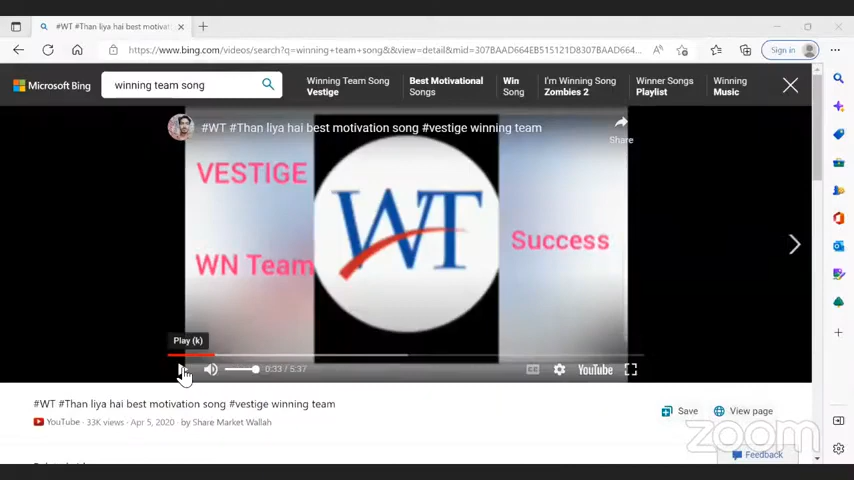 #WT #Than liya hai best motivat
https://www.bing.com/videos/search?q=winning+team+song&&view=detail&mid=307BAAD664EB515121D8307BAAD664EB515121D8307BAAD664...
Sign in
Microsoft Bing
winning team song
Winning Team Song
Vestige
Best Motivational
Songs
Win
Song
I'm Winning Song
Zombies 2
Winner Songs
Playlist
Winning
Music
#WT #Than liya hai best motivation song #vestige winning team
Share
VESTIGE
WT
Success
WN Team
Play (k)
0:33 / 5:37
CC
YouTube
#WT #Than liya hai best motivation song #vestige winning team
YouTube · 33K views · Apr 5, 2020 · by Share Market Wallah
Save
View page
zoom
Feedback